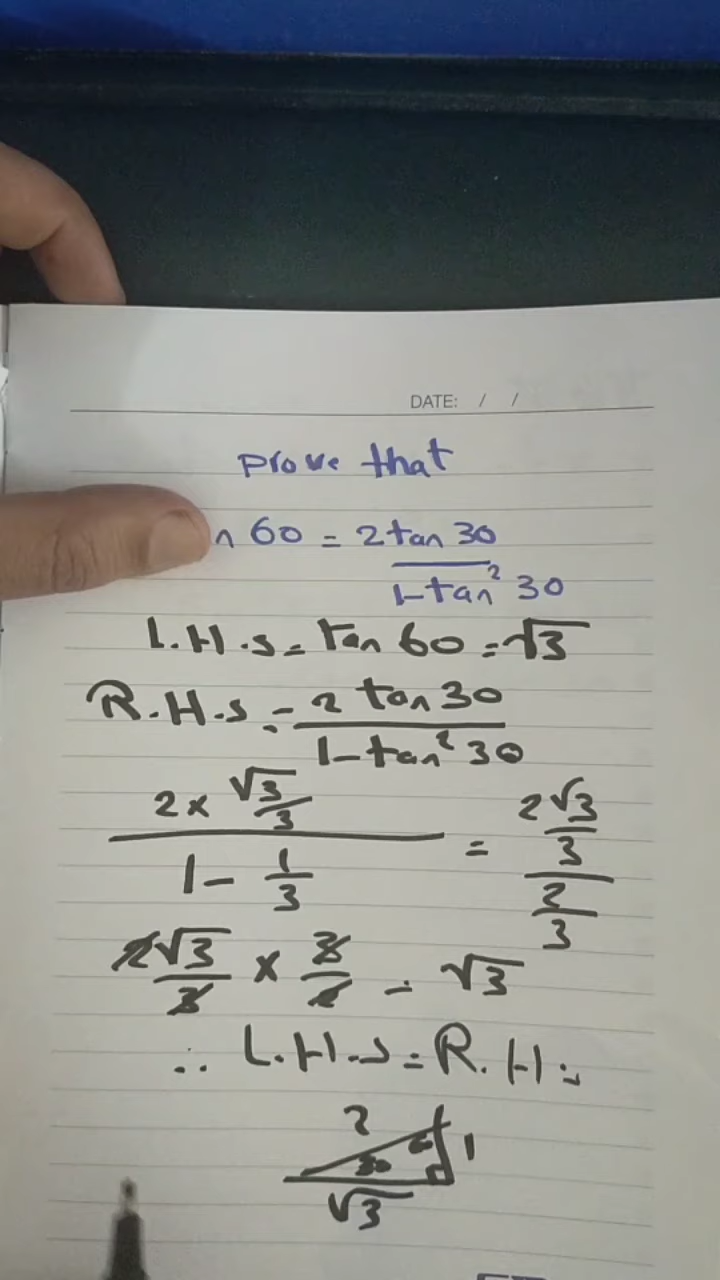 DATE: / /
Prove that
n 60 = 2 tan 30 / 1 - tan² 30
L.H.S = tan 60 = √3
R.H.S = 2 tan 30 / 1 - tan² 30
2 × √3/3 / 1 - 1/3 = 2√3/3 / 2/3
2√3/3 × 3/2 = √3
∴ L.H.S = R.H.S
2
30 60 1
√3